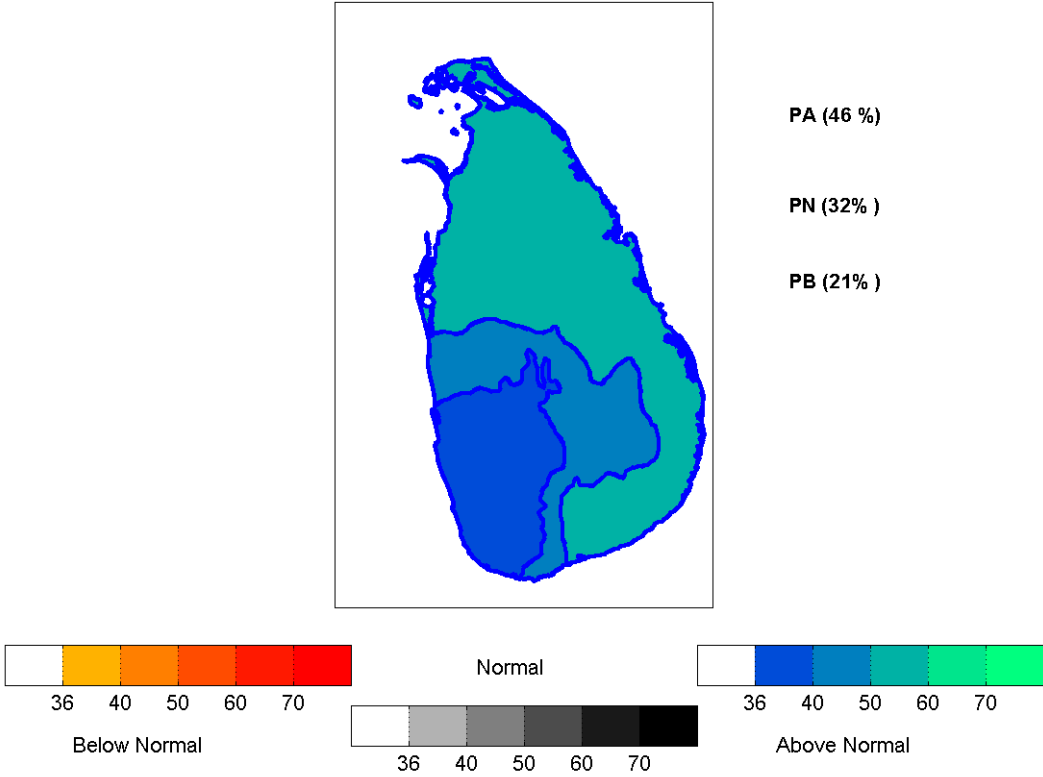 PA (46 %)
PN (32% )
PB (21% )
36 40 50 60 70
Below Normal
Normal
36 40 50 60 70
36 40 50 60 70
Above Normal